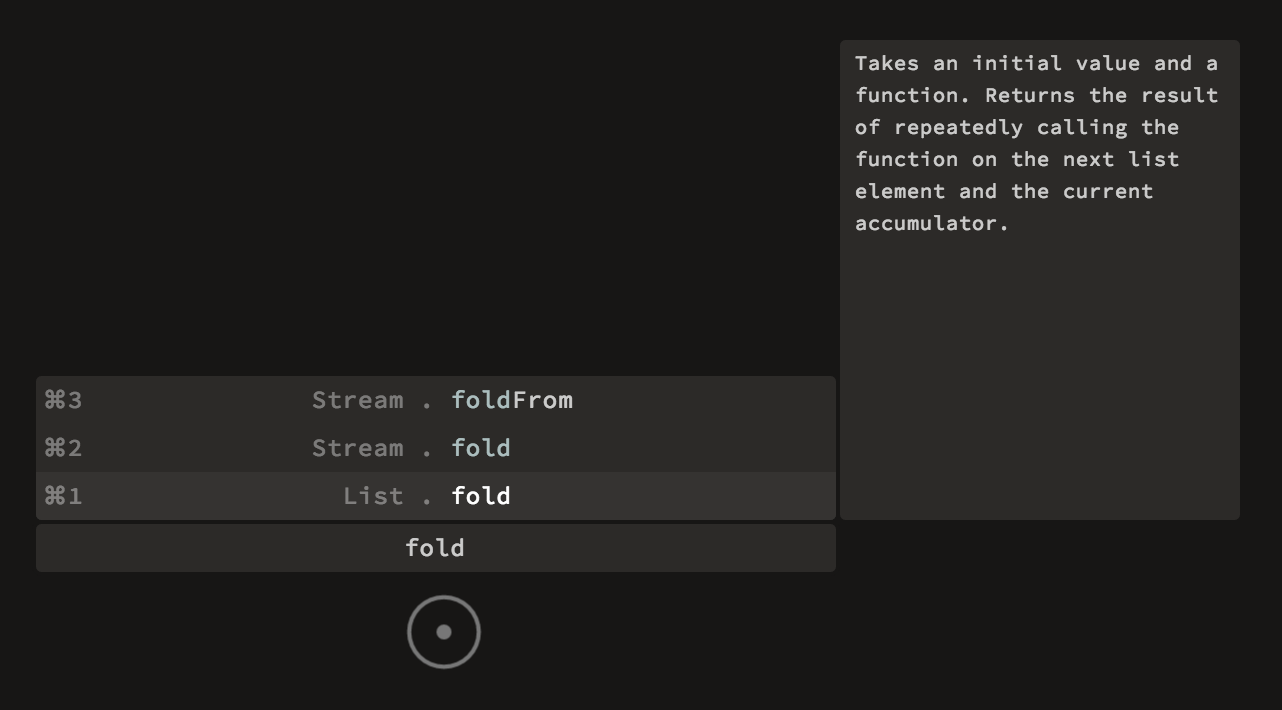 Takes an initial value and a
function. Returns the result
of repeatedly calling the
function on the next list
element and the current
accumulator.
⌘3 Stream . foldFrom
⌘2 Stream . fold
⌘1 List . fold
fold